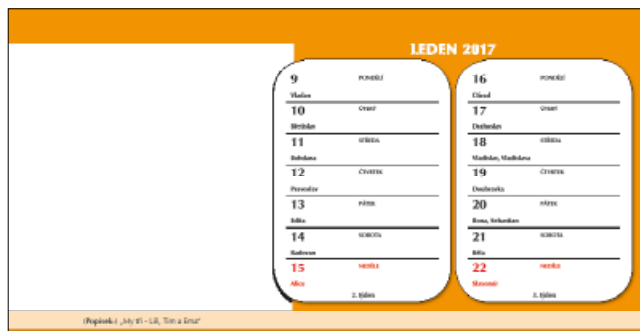 LEDEN 2017
9 PONDĚLÍ
Vladan
10 ÚTERÝ
Břetislav
11 STŘEDA
Bohdana
12 ČTVRTEK
Pravoslav
13 PÁTEK
Edita
14 SOBOTA
Radovan
15 NEDĚLE
Alice
2. týden
16 PONDĚLÍ
Ctirad
17 ÚTERÝ
Drahoslav
18 STŘEDA
Vladislav, Vladislava
19 ČTVRTEK
Doubravka
20 PÁTEK
Ilona, Sebastian
21 SOBOTA
Běla
22 NEDĚLE
Slavomír
3. týden
(Popisek:) „My tři - Lili, Tim a Ema“